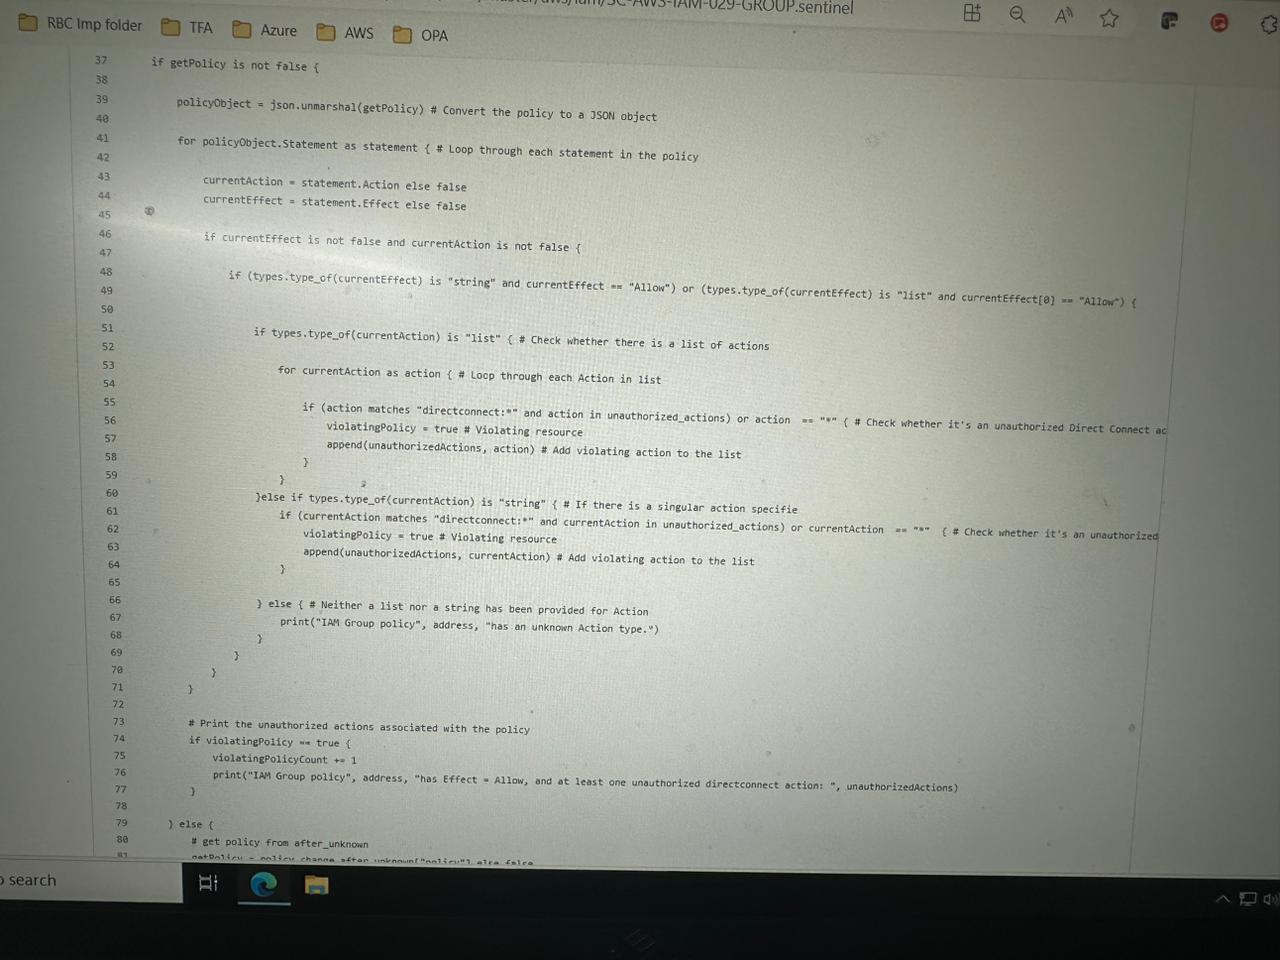 SC-AWS-IAM-029-GROUP.sentinel
RBC Imp folder TFA Azure AWS OPA
37 if getPolicy is not false {
38
39 policyObject = json.unmarshal(getPolicy) # Convert the policy to a JSON object
40
41 for policyObject.Statement as statement { # Loop through each statement in the policy
42
43 currentAction = statement.Action else false
44 currentEffect = statement.Effect else false
45
46 if currentEffect is not false and currentAction is not false {
47
48 if (types.type_of(currentEffect) is "string" and currentEffect == "Allow") or (types.type_of(currentEffect) is "list" and currentEffect[0] == "Allow") {
49
50
51 if types.type_of(currentAction) is "list" { # Check whether there is a list of actions
52
53 for currentAction as action { # Loop through each Action in list
54
55 if (action matches "directconnect:*" and action in unauthorized_actions) or action == "*" { # Check whether it's an unauthorized Direct Connect ac
56 violatingPolicy = true # Violating resource
57 append(unauthorizedActions, action) # Add violating action to the list
58 }
59 }
60 }else if types.type_of(currentAction) is "string" { # If there is a singular action specifie
61 if (currentAction matches "directconnect:*" and currentAction in unauthorized_actions) or currentAction == "*" { # Check whether it's an unauthorized
62 violatingPolicy = true # Violating resource
63 append(unauthorizedActions, currentAction) # Add violating action to the list
64 }
65
66 } else { # Neither a list nor a string has been provided for Action
67 print("IAM Group policy", address, "has an unknown Action type.")
68 }
69 }
70 }
71 }
72
73 # Print the unauthorized actions associated with the policy
74 if violatingPolicy == true {
75 violatingPolicyCount += 1
76 print("IAM Group policy", address, "has Effect = Allow, and at least one unauthorized directconnect action: ", unauthorizedActions)
77 }
78
79 } else {
80 # get policy from after_unknown
81 getPolicy = policy.change.after_unknown["policy"] else false
search